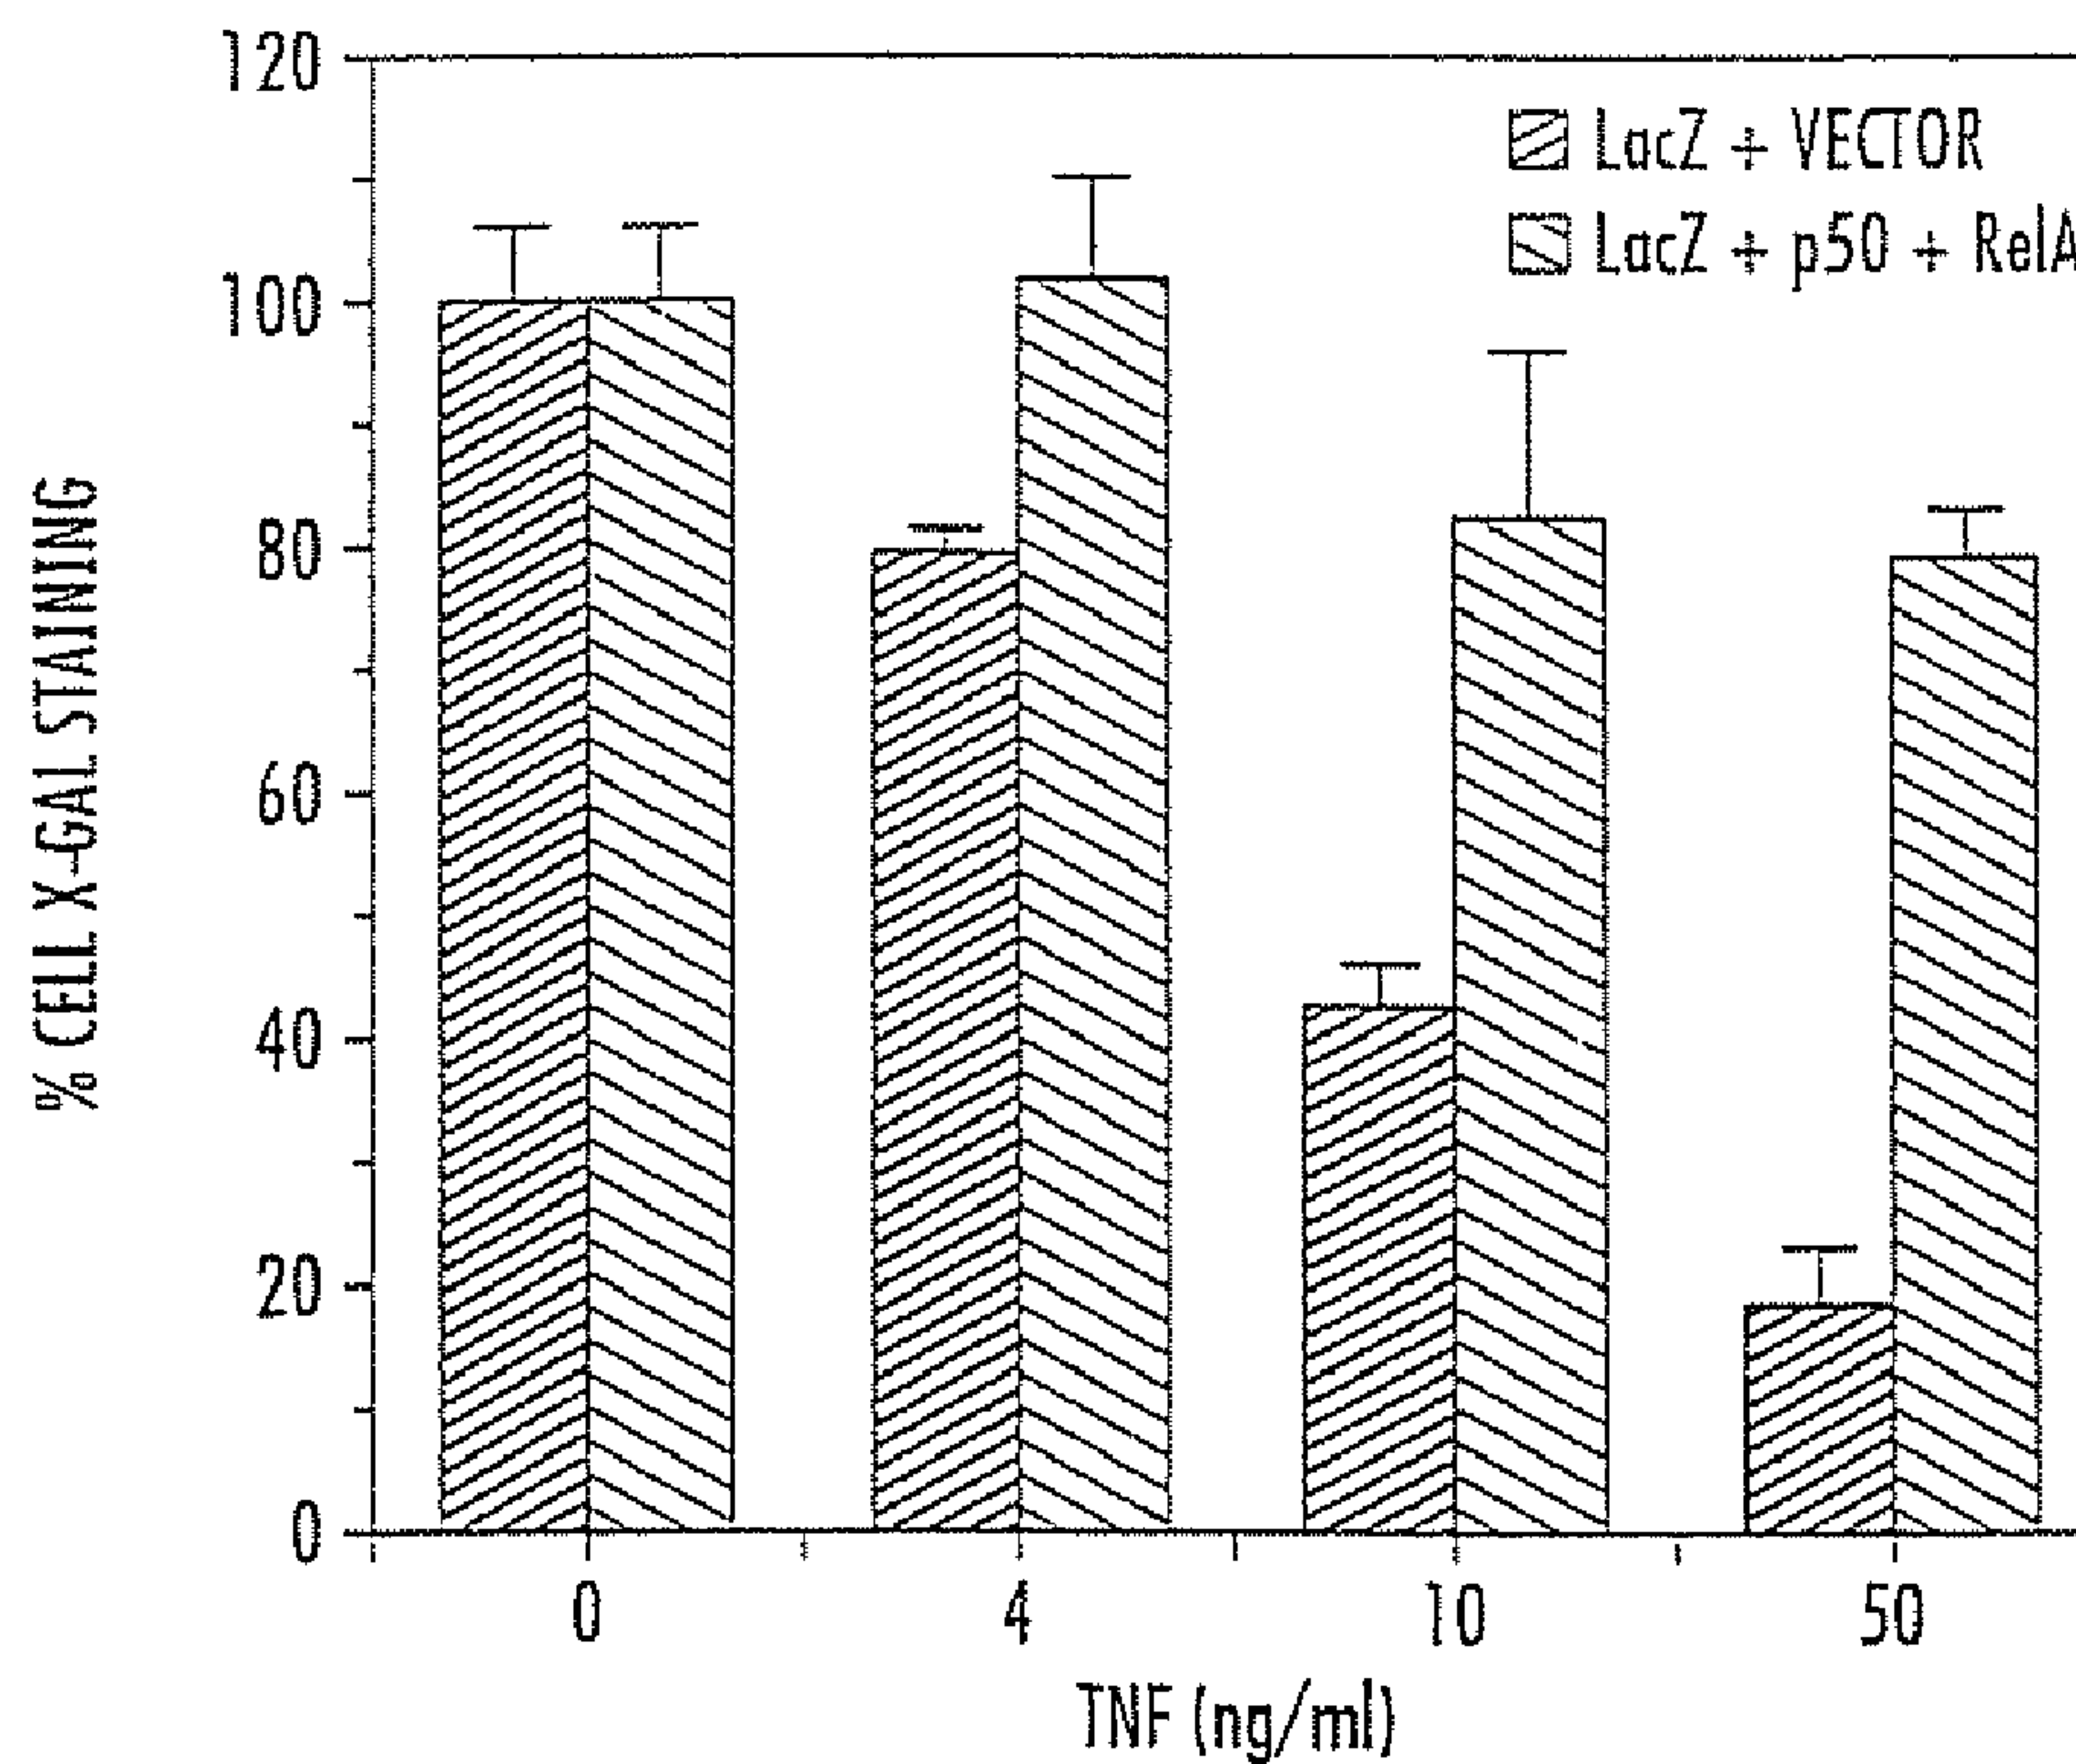 120
100
80
60
40
20
0
% CELL X-GAL STAINING
LacZ + VECTOR
LacZ + p50 + RelA
0 4 10 50
TNF (ng/ml)